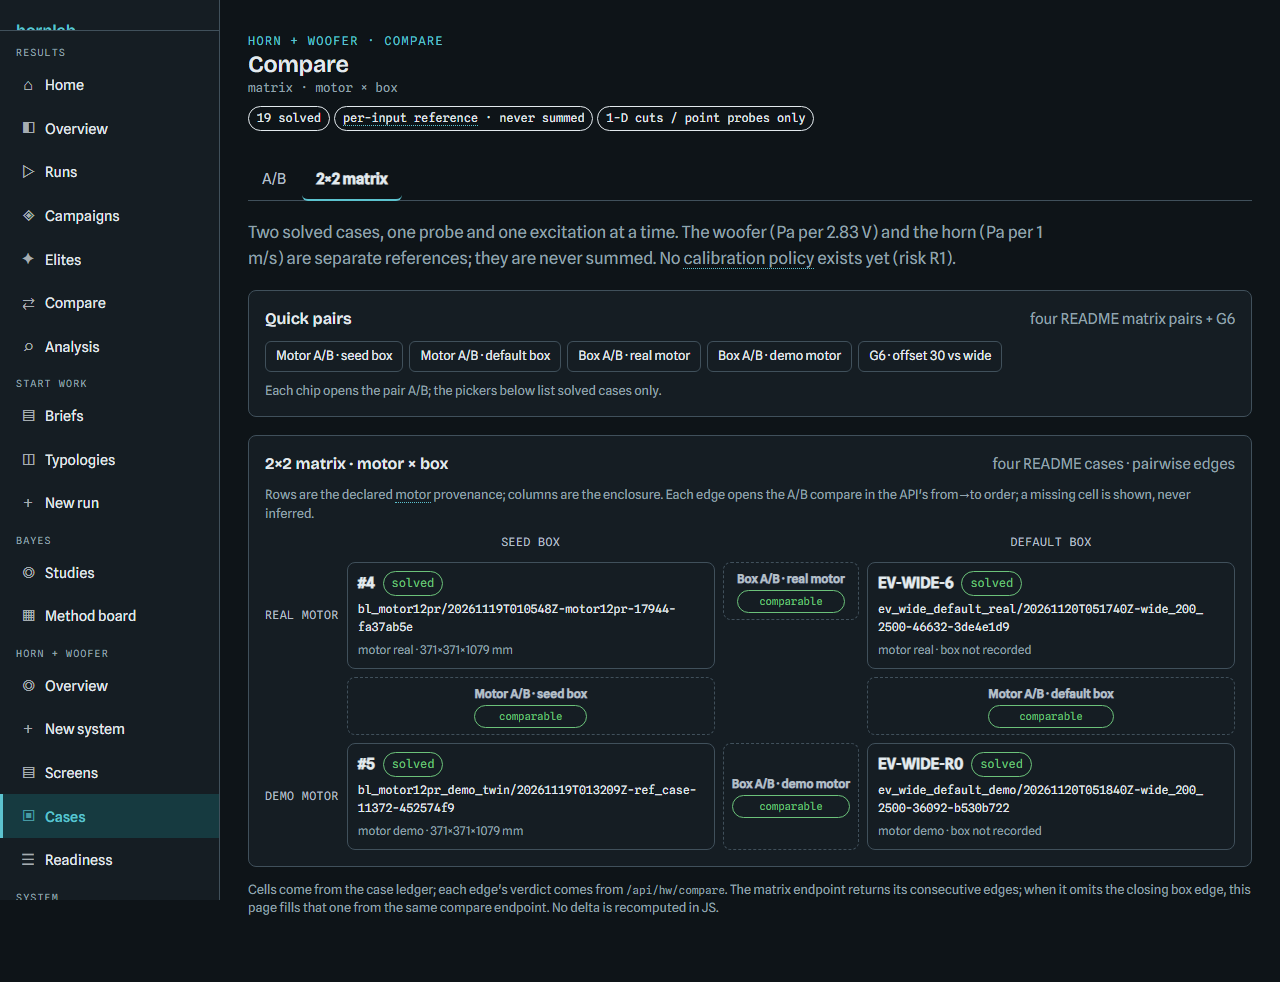 RESULTS
Home
Overview
Runs
Campaigns
Elites
Compare
Analysis
START WORK
Briefs
Typologies
New run
BAYES
Studies
Method board
HORN + WOOFER
Overview
New system
Screens
Cases
Readiness
SYSTEM
HORN + WOOFER · COMPARE
Compare
matrix · motor × box
19 solved
per-input reference · never summed
1-D cuts / point probes only
A/B
2×2 matrix
Two solved cases, one probe and one excitation at a time. The woofer (Pa per 2.83 V) and the horn (Pa per 1
m/s) are separate references; they are never summed. No calibration policy exists yet (risk R1).
Quick pairs
four README matrix pairs + G6
Motor A/B · seed box
Motor A/B · default box
Box A/B · real motor
Box A/B · demo motor
G6 · offset 30 vs wide
Each chip opens the pair A/B; the pickers below list solved cases only.
2×2 matrix · motor × box
four README cases · pairwise edges
Rows are the declared motor provenance; columns are the enclosure. Each edge opens the A/B compare in the API's from→to order; a missing cell is shown, never
inferred.
SEED BOX
DEFAULT BOX
REAL MOTOR
#4 solved
bl_motor12pr/20261119T010548Z-motor12pr-17944-
fa37ab5e
motor real · 371×371×1079 mm
Box A/B · real motor
comparable
EV-WIDE-6 solved
ev_wide_default_real/20261120T051740Z-wide_200_
2500-46632-3de4e1d9
motor real · box not recorded
Motor A/B · seed box
comparable
Motor A/B · default box
comparable
DEMO MOTOR
#5 solved
bl_motor12pr_demo_twin/20261119T013209Z-ref_case-
11372-452574f9
motor demo · 371×371×1079 mm
Box A/B · demo motor
comparable
EV-WIDE-R0 solved
ev_wide_default_demo/20261120T051840Z-wide_200_
2500-36092-b530b722
motor demo · box not recorded
Cells come from the case ledger; each edge's verdict comes from /api/hw/compare. The matrix endpoint returns its consecutive edges; when it omits the closing box edge, this
page fills that one from the same compare endpoint. No delta is recomputed in JS.